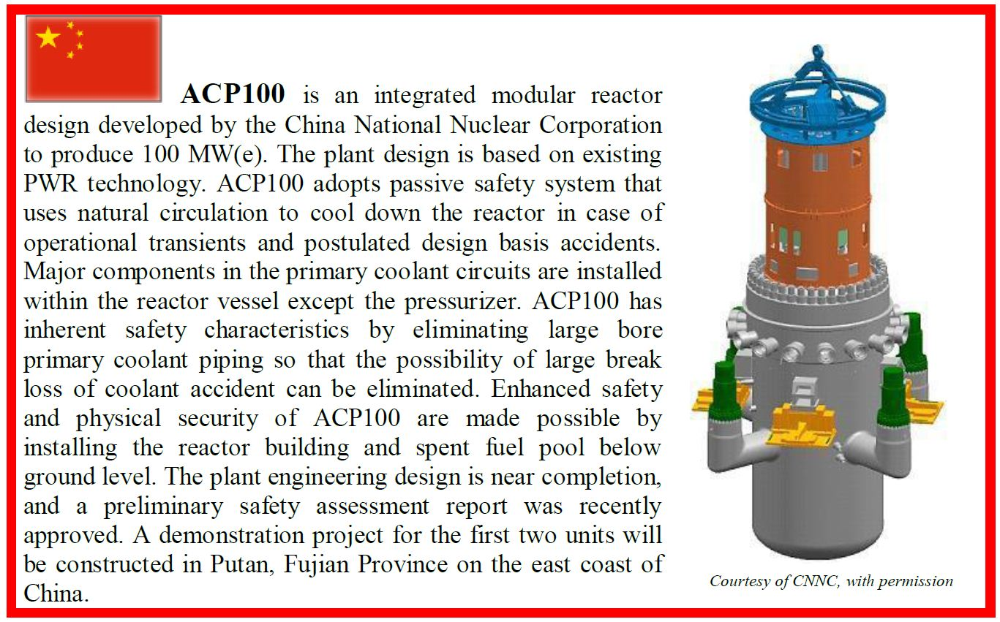 ACP100 is an integrated modular reactor
design developed by the China National Nuclear Corporation
to produce 100 MW(e). The plant design is based on existing
PWR technology. ACP100 adopts passive safety system that
uses natural circulation to cool down the reactor in case of
operational transients and postulated design basis accidents.
Major components in the primary coolant circuits are installed
within the reactor vessel except the pressurizer. ACP100 has
inherent safety characteristics by eliminating large bore
primary coolant piping so that the possibility of large break
loss of coolant accident can be eliminated. Enhanced safety
and physical security of ACP100 are made possible by
installing the reactor building and spent fuel pool below
ground level. The plant engineering design is near completion,
and a preliminary safety assessment report was recently
approved. A demonstration project for the first two units will
be constructed in Putan, Fujian Province on the east coast of
China.
Courtesy of CNNC, with permission